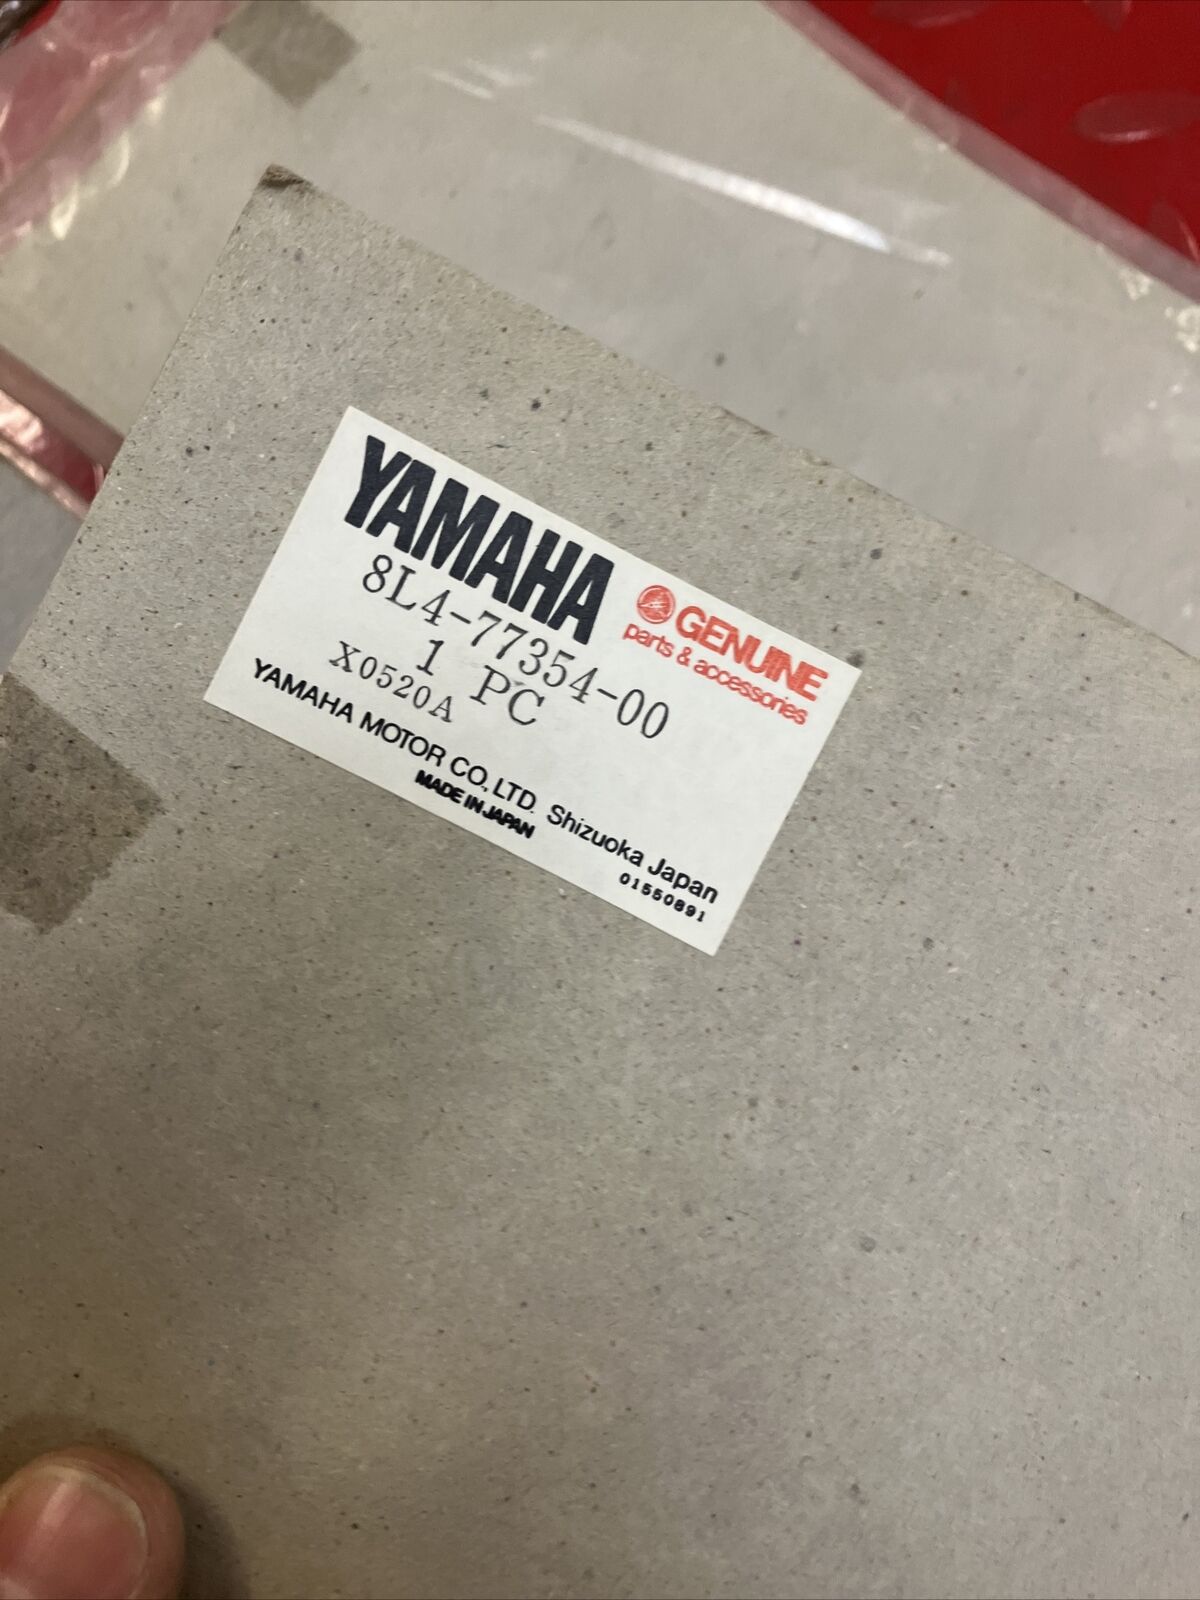 YAMAHA
GENUINE
parts & accessories
8L4-77354-00
1 PC
X0520A
YAMAHA MOTOR CO., LTD. Shizuoka Japan
MADE IN JAPAN
01550891